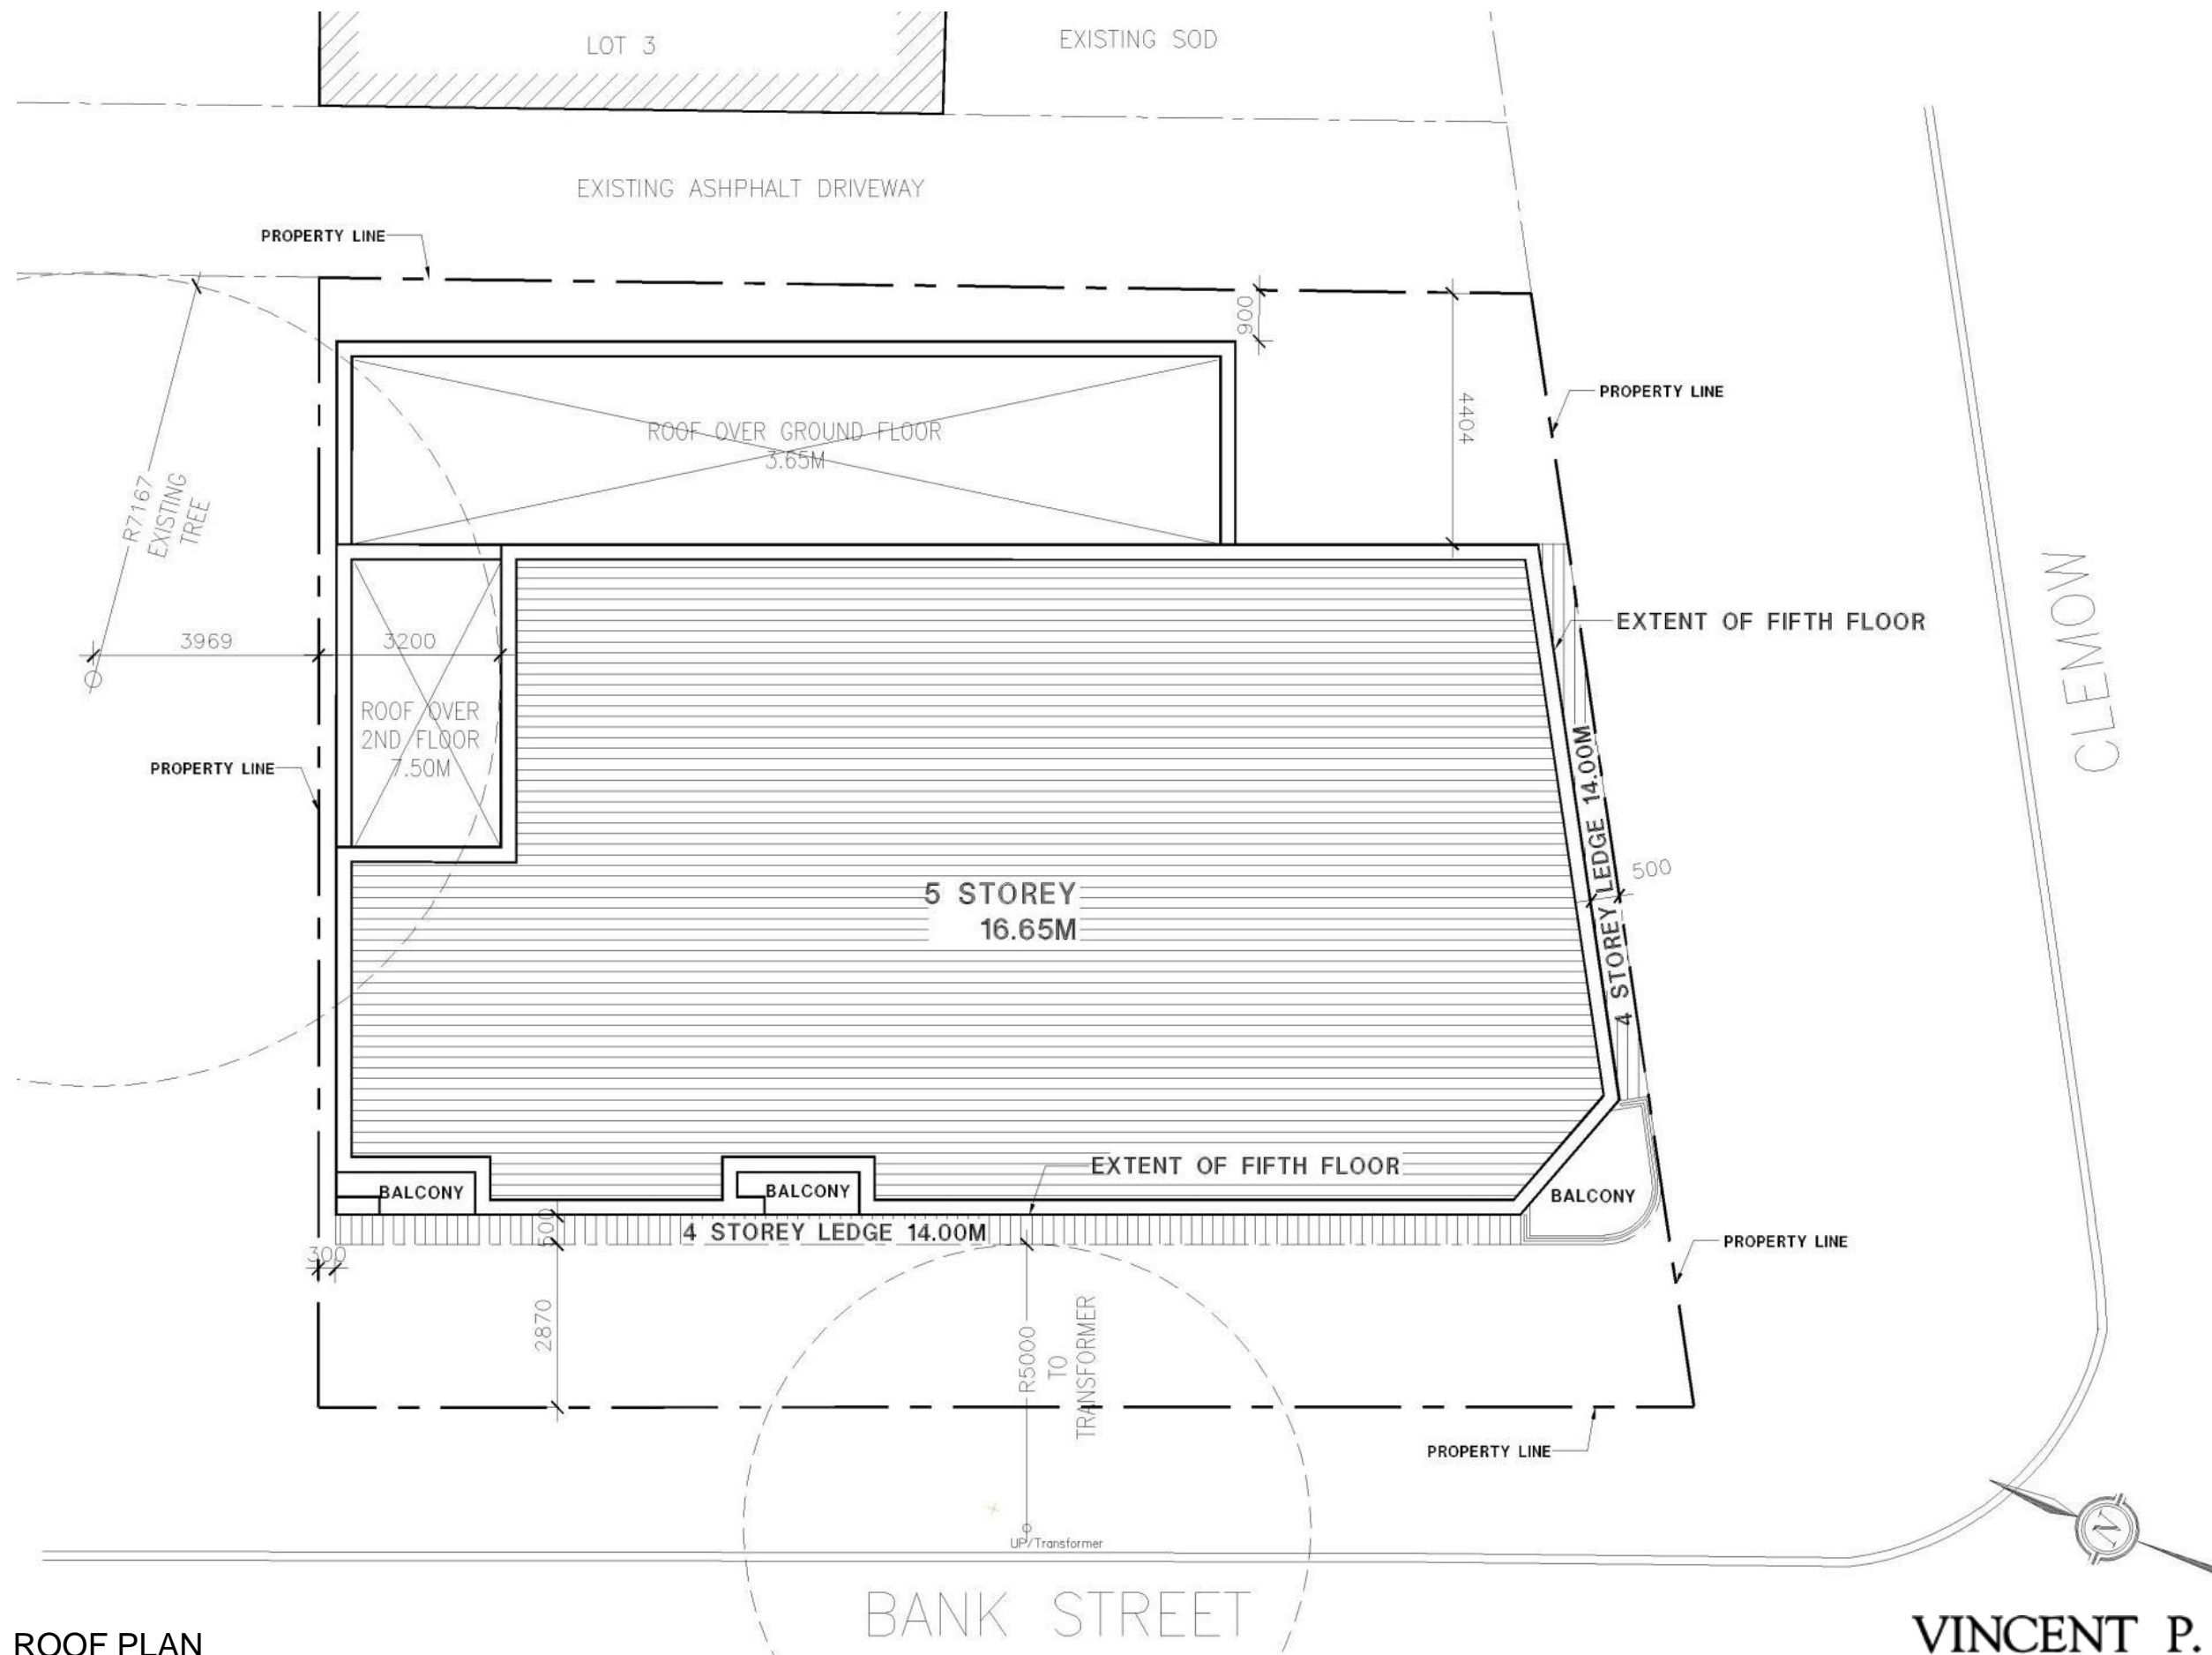 LOT 3
EXISTING SOD
EXISTING ASHPHALT DRIVEWAY
PROPERTY LINE
900
PROPERTY LINE
4404
ROOF OVER GROUND FLOOR
3.65M
R7167
EXISTING
TREE
CLEMOW
EXTENT OF FIFTH FLOOR
3969
3200
ROOF OVER
2ND FLOOR
7.50M
PROPERTY LINE
4 STOREY LEDGE 14.00M
500
5 STOREY
16.65M
EXTENT OF FIFTH FLOOR
BALCONY
BALCONY
BALCONY
500
4 STOREY LEDGE 14.00M
300
PROPERTY LINE
2870
R5000
TO
TRANSFORMER
PROPERTY LINE
N
UP/Transformer
BANK STREET
ROOF PLAN
VINCENT P.